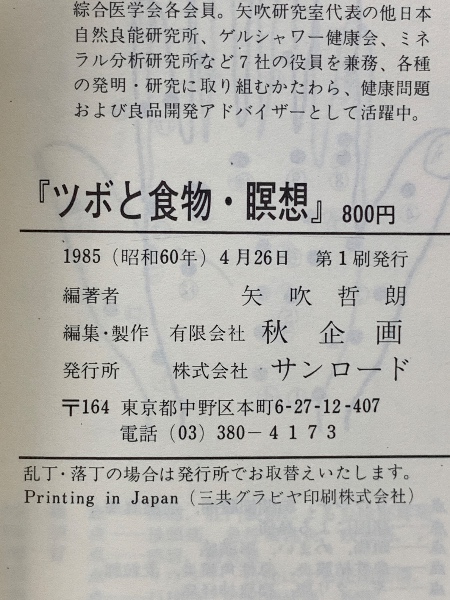 綜合医学会各会員。矢吹研究室代表の他日本
自然良能研究所、ゲルシャワー健康会、ミネ
ラル分析研究所など7社の役員を兼務、各種
の発明・研究に取り組むかたわら、健康問題
および良品開発アドバイザーとして活躍中。
『ツボと食物・瞑想』 800円
1985（昭和60年）4月26日 第1刷発行
編著者 矢吹哲朗
編集・製作 有限会社 秋企画
発行所 株式会社 サンロード
〒164 東京都中野区本町6-27-12-407
電話（03）380-4173
乱丁・落丁の場合は発行所でお取替えいたします。
Printing in Japan（三共グラビヤ印刷株式会社）